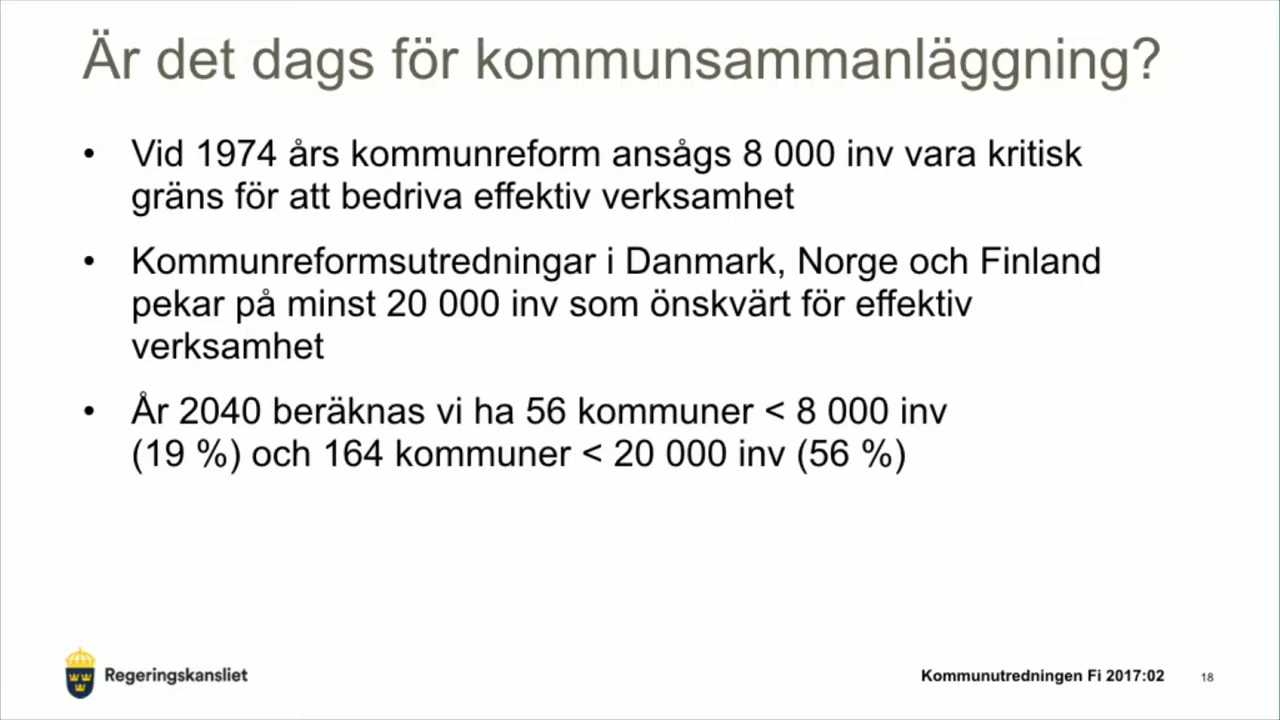 Är det dags för kommunsammanläggning?
• Vid 1974 års kommunreform ansågs 8 000 inv vara kritisk
gräns för att bedriva effektiv verksamhet
• Kommunreformsutredningar i Danmark, Norge och Finland
pekar på minst 20 000 inv som önskvärt för effektiv
verksamhet
• År 2040 beräknas vi ha 56 kommuner < 8 000 inv
(19 %) och 164 kommuner < 20 000 inv (56 %)
Regeringskansliet
Kommunutredningen Fi 2017:02 18